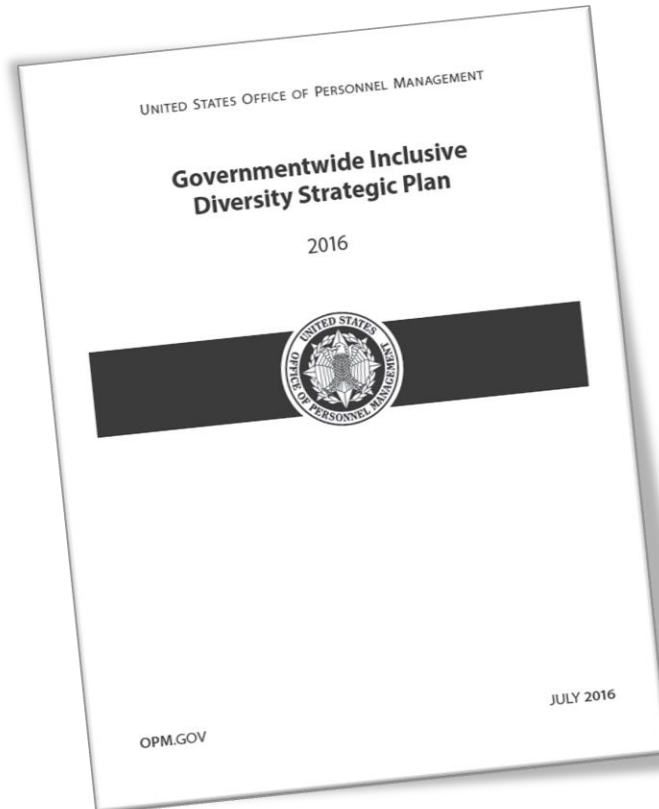 UNITED STATES OFFICE OF PERSONNEL MANAGEMENT
Governmentwide Inclusive
Diversity Strategic Plan
2016
UNITED STATES
OFFICE OF PERSONNEL MANAGEMENT
OPM.GOV
JULY 2016